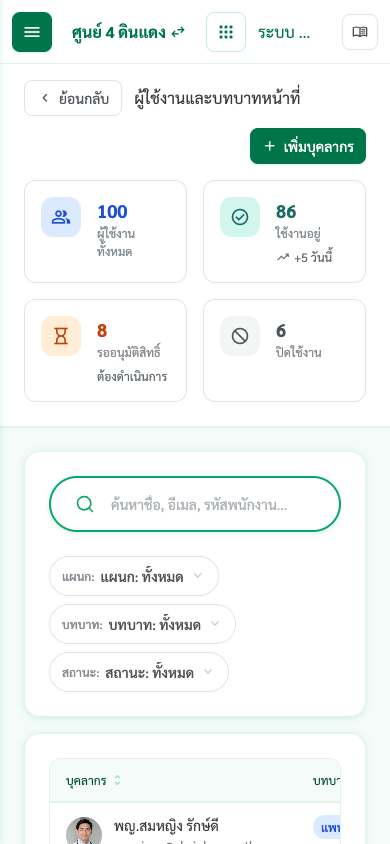 ศูนย์ 4 ดินแดง
ระบบ ...
ย้อนกลับ
ผู้ใช้งานและบทบาทหน้าที่
เพิ่มบุคลากร
100
ผู้ใช้งาน
ทั้งหมด
86
ใช้งานอยู่
+5 วันนี้
8
รออนุมัติสิทธิ์
ต้องดำเนินการ
6
ปิดใช้งาน
ค้นหาชื่อ, อีเมล, รหัสพนักงาน...
แผนก: แผนก: ทั้งหมด
บทบาท: บทบาท: ทั้งหมด
สถานะ: สถานะ: ทั้งหมด
บุคลากร
พญ.สมหญิง รักษ์ดี